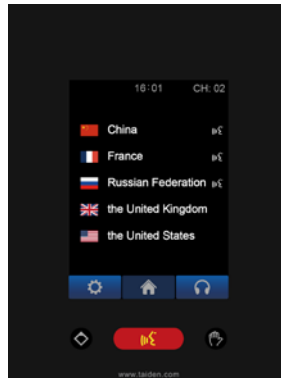 16:01 CH: 02
China
France
Russian Federation
the United Kingdom
the United States
www.taiden.com